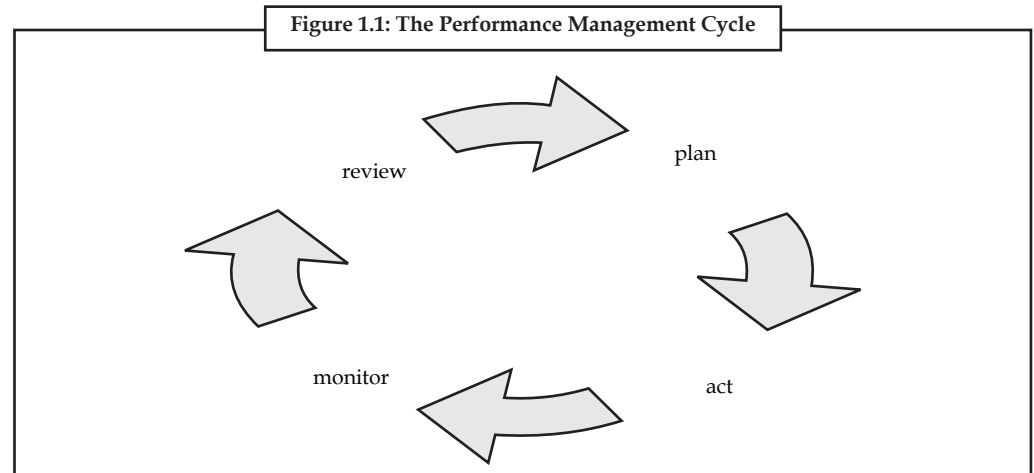 Figure 1.1: The Performance Management Cycle
review
plan
monitor
act